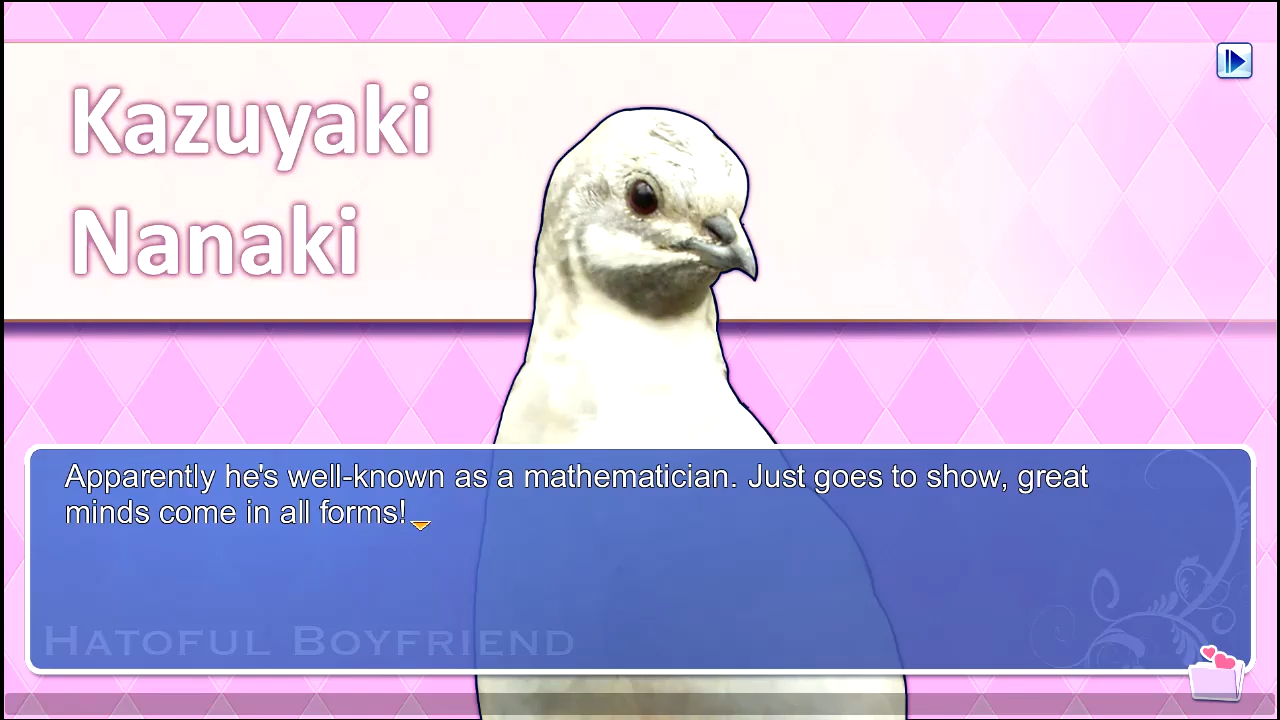 Kazuyaki
Nanaki
Apparently he's well-known as a mathematician. Just goes to show, great
minds come in all forms!
HATOFUL BOYFRIEND